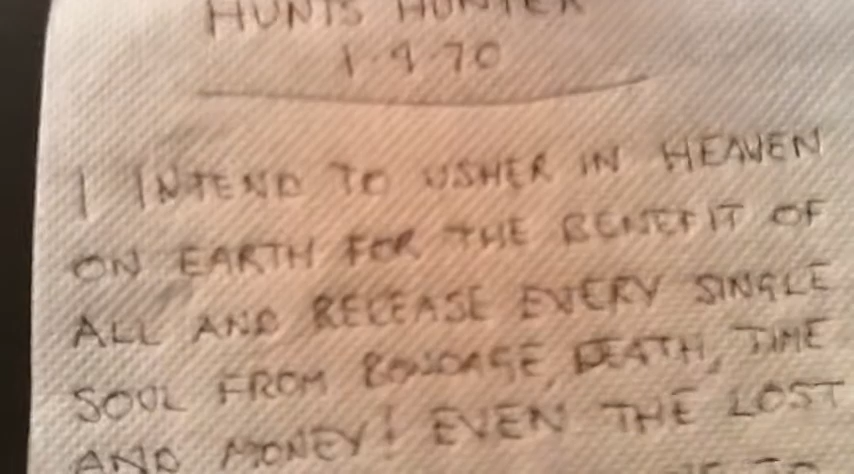 HUNTS HUNTER
1·9·70
I INTEND TO USHER IN HEAVEN
ON EARTH FOR THE BENEFIT OF
ALL AND RELEASE EVERY SINGLE
SOUL FROM BONDAGE, DEATH, TIME
AND MONEY! EVEN THE LOST
TO